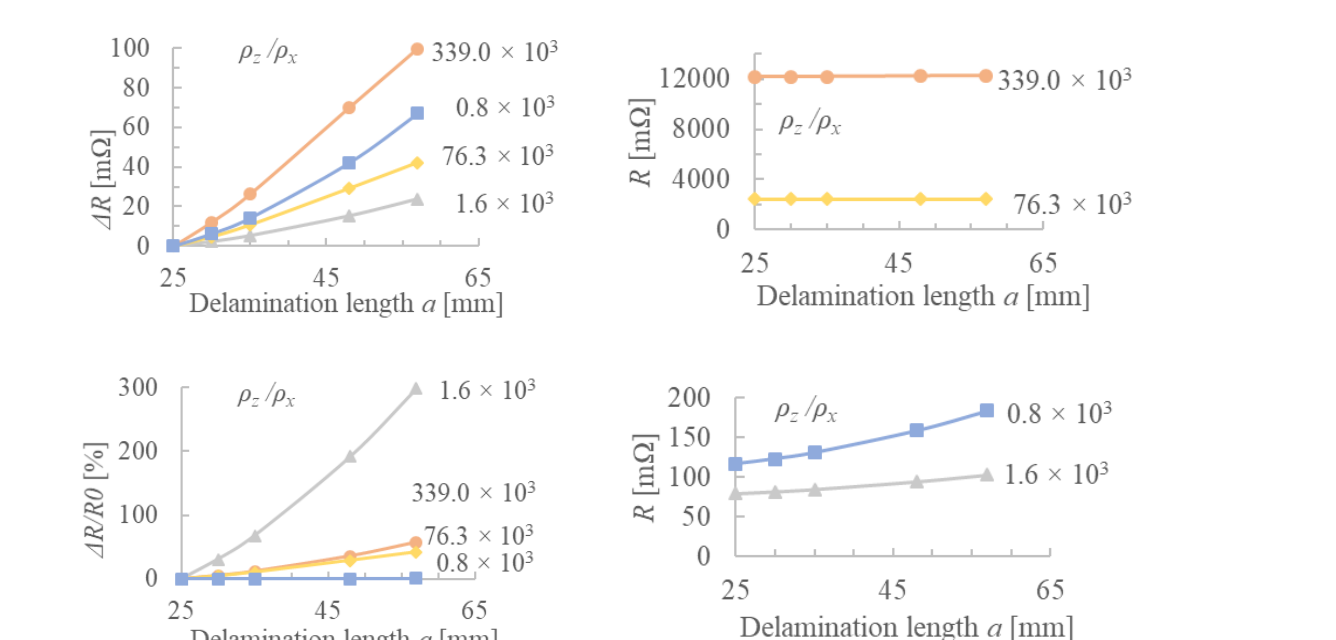 ρz /ρx
ΔR [mΩ]
100
80
60
40
20
0
339.0 × 10³
0.8 × 10³
76.3 × 10³
1.6 × 10³
25 45 65
Delamination length a [mm]
R [mΩ]
12000
8000
4000
0
339.0 × 10³
ρz /ρx
76.3 × 10³
25 45 65
Delamination length a [mm]
ΔR/R0 [%]
300
200
100
0
ρz /ρx
1.6 × 10³
339.0 × 10³
76.3 × 10³
0.8 × 10³
25 45 65
Delamination length a [mm]
R [mΩ]
200
150
100
50
0
ρz /ρx
0.8 × 10³
1.6 × 10³
25 45 65
Delamination length a [mm]